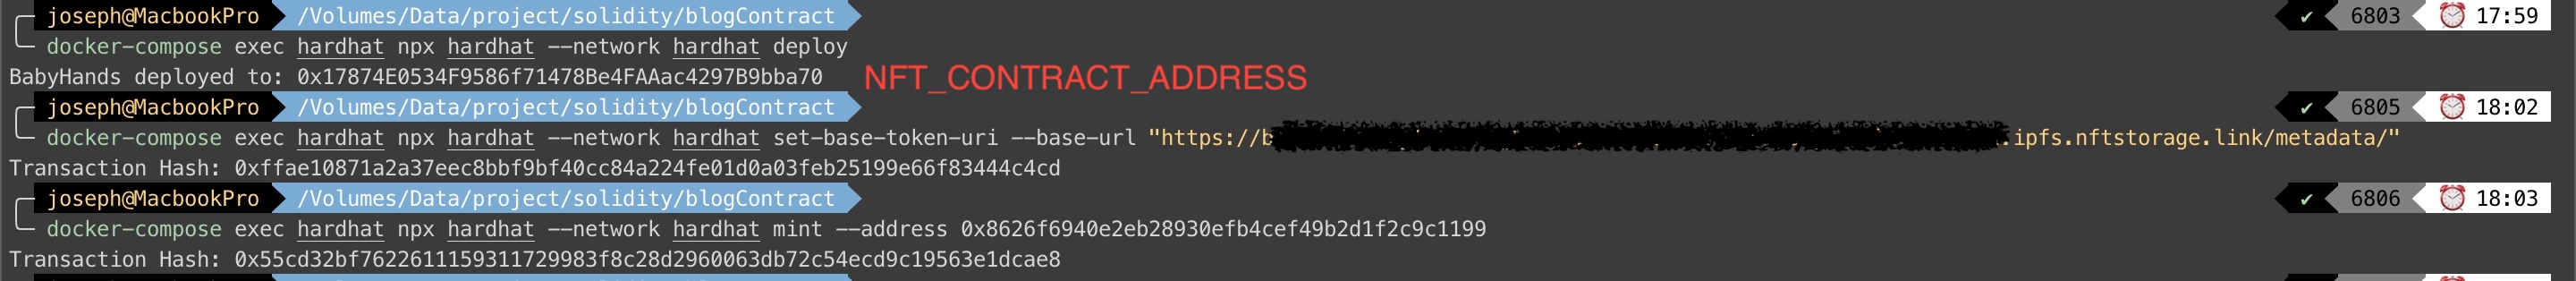 joseph@MacbookPro /Volumes/Data/project/solidity/blogContract ✔ 6803 17:59
docker-compose exec hardhat npx hardhat --network hardhat deploy
BabyHands deployed to: 0x17874E0534F9586f71478Be4FAAac4297B9bba70 NFT_CONTRACT_ADDRESS
joseph@MacbookPro /Volumes/Data/project/solidity/blogContract ✔ 6805 18:02
docker-compose exec hardhat npx hardhat --network hardhat set-base-token-uri --base-url "https://b .ipfs.nftstorage.link/metadata/"
Transaction Hash: 0xffae10871a2a37eec8bbf9bf40cc84a224fe01d0a03feb25199e66f83444c4cd
joseph@MacbookPro /Volumes/Data/project/solidity/blogContract ✔ 6806 18:03
docker-compose exec hardhat npx hardhat --network hardhat mint --address 0x8626f6940e2eb28930efb4cef49b2d1f2c9c1199
Transaction Hash: 0x55cd32bf7622611159311729983f8c28d2960063db72c54ecd9c19563e1dcae8